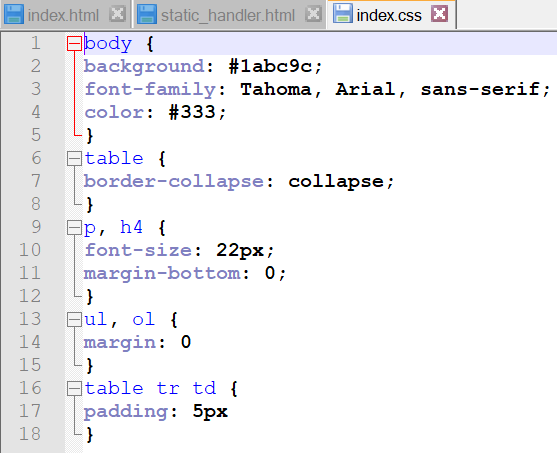 index.html static_handler.html index.css
1 body {
2 background: #1abc9c;
3 font-family: Tahoma, Arial, sans-serif;
4 color: #333;
5 }
6 table {
7 border-collapse: collapse;
8 }
9 p, h4 {
10 font-size: 22px;
11 margin-bottom: 0;
12 }
13 ul, ol {
14 margin: 0
15 }
16 table tr td {
17 padding: 5px
18 }